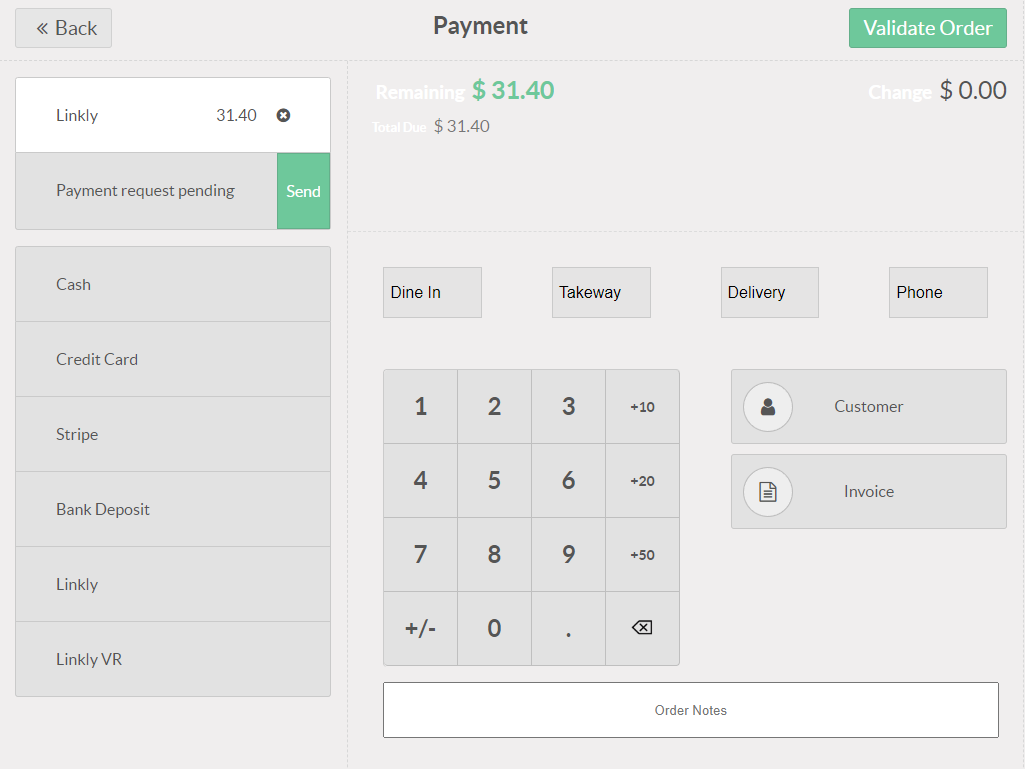 « Back
Payment
Validate Order
Linkly 31.40
Payment request pending Send
Cash
Credit Card
Stripe
Bank Deposit
Linkly
Linkly VR
Remaining $ 31.40
Total Due $ 31.40
Change $ 0.00
Dine In Takeway Delivery Phone
1 2 3 +10
4 5 6 +20
7 8 9 +50
+/- 0 .
Customer
Invoice
Order Notes